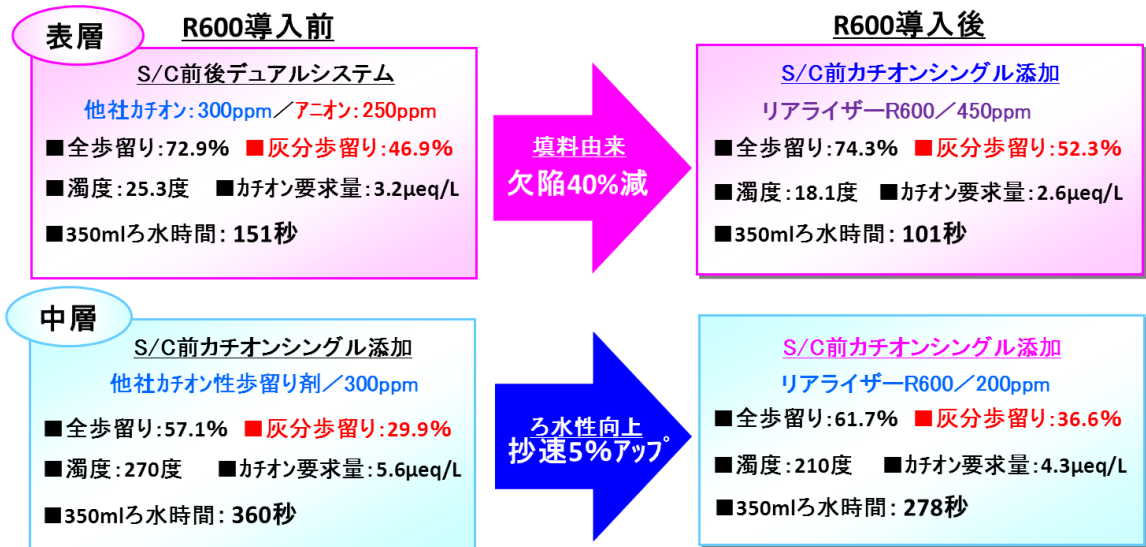 表層
R600導入前
S/C前後デュアルシステム
他社カチオン:300ppm/アニオン:250ppm
■全歩留り:72.9% ■灰分歩留り:46.9%
■濁度:25.3度 ■カチオン要求量:3.2μeq/L
■350mlろ水時間: 151秒
填料由来
欠陥40%減
R600導入後
S/C前カチオンシングル添加
リアライザーR600/450ppm
■全歩留り:74.3% ■灰分歩留り:52.3%
■濁度:18.1度 ■カチオン要求量:2.6μeq/L
■350mlろ水時間: 101秒
中層
S/C前カチオンシングル添加
他社カチオン性歩留り剤/300ppm
■全歩留り:57.1% ■灰分歩留り:29.9%
■濁度:270度 ■カチオン要求量:5.6μeq/L
■350mlろ水時間: 360秒
ろ水性向上
抄速5%アップ
S/C前カチオンシングル添加
リアライザーR600/200ppm
■全歩留り:61.7% ■灰分歩留り:36.6%
■濁度:210度 ■カチオン要求量:4.3μeq/L
■350mlろ水時間: 278秒